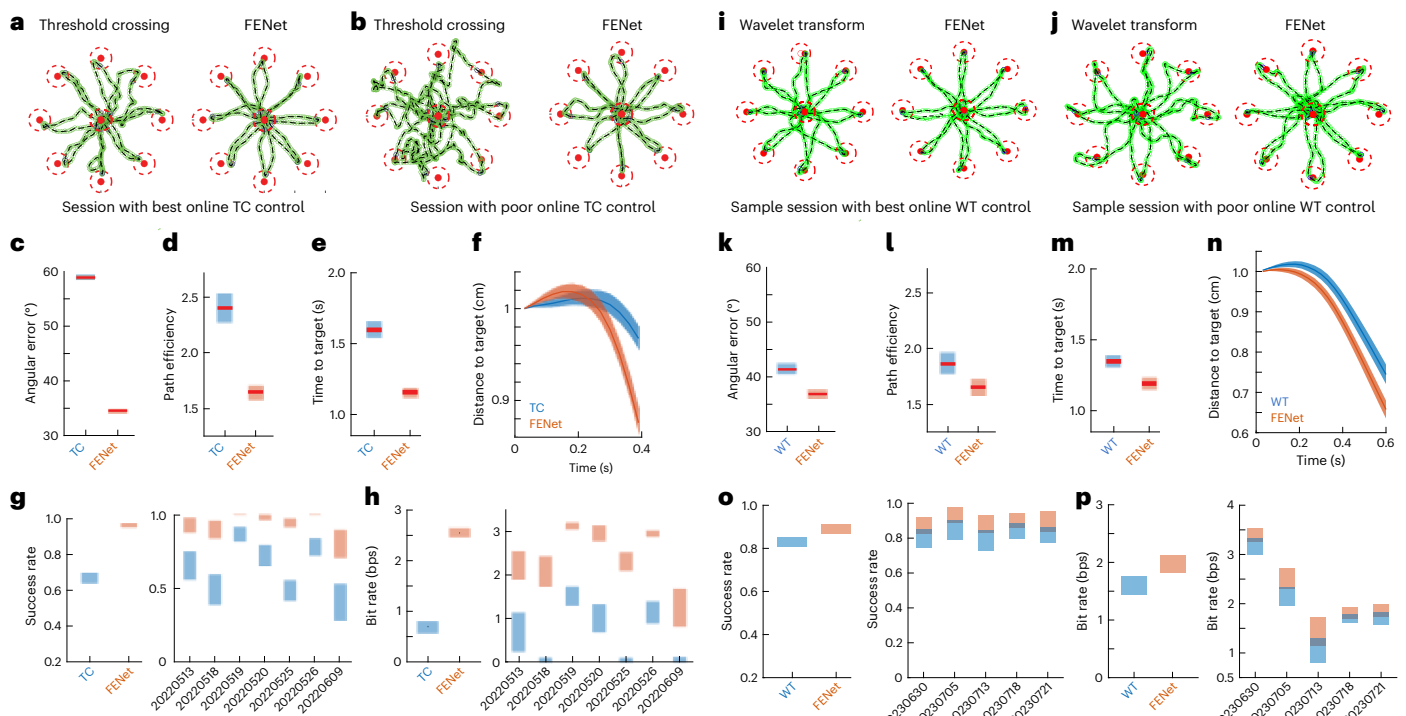 a
Threshold crossing
FENet
Session with best online TC control
b
Threshold crossing
FENet
Session with poor online TC control
i
Wavelet transform
FENet
Sample session with best online WT control
j
Wavelet transform
FENet
Sample session with poor online WT control
c
Angular error (°)
60
50
40
30
TC
FENet
d
Path efficiency
2.5
2.0
1.5
TC
FENet
e
Time to target (s)
2.0
1.5
1.0
TC
FENet
f
Distance to target (cm)
1
0.9
TC
FENet
0
0.2
0.4
Time (s)
k
Angular error (°)
60
50
40
30
WT
FENet
l
Path efficiency
2.5
2.0
1.5
WT
FENet
m
Time to target (s)
2.0
1.5
1.0
WT
FENet
n
Distance to target (cm)
1.0
0.9
0.8
0.7
0.6
WT
FENet
0
0.2
0.4
0.6
Time (s)
g
Success rate
1.0
0.8
0.6
0.4
0.2
TC
FENet
1.0
0.5
0
20220513
20220518
20220519
20220520
20220525
20220526
20220609
h
Bit rate (bps)
3
2
1
0
TC
FENet
3
2
1
0
20220513
20220518
20220519
20220520
20220525
20220526
20220609
o
Success rate
1.0
0.8
0.6
0.4
0.2
WT
FENet
Success rate
1.0
0.8
0.6
0.4
0.2
0
0230630
0230705
0230713
0230718
0230721
p
Bit rate (bps)
3
2
1
0
WT
FENet
Bit rate (bps)
4
3
2
1
0.5
0230630
0230705
0230713
0230718
0230721